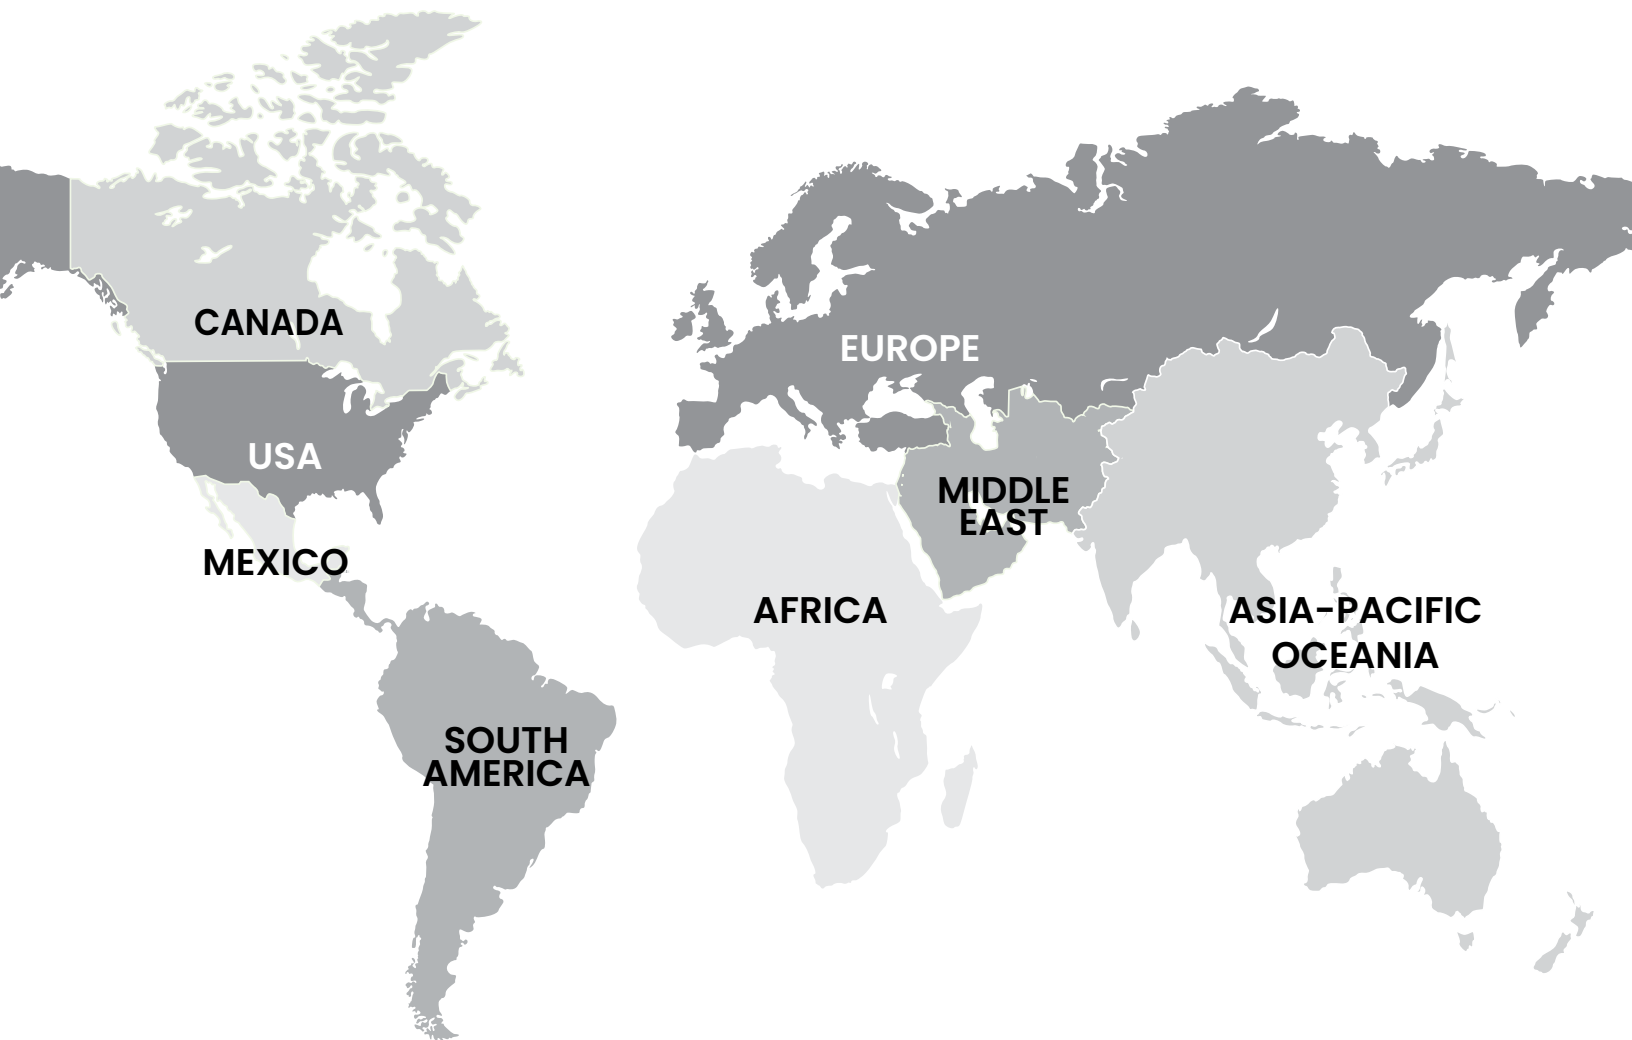 CANADA
EUROPE
USA
MIDDLE
EAST
MEXICO
AFRICA
ASIA-PACIFIC
OCEANIA
SOUTH
AMERICA